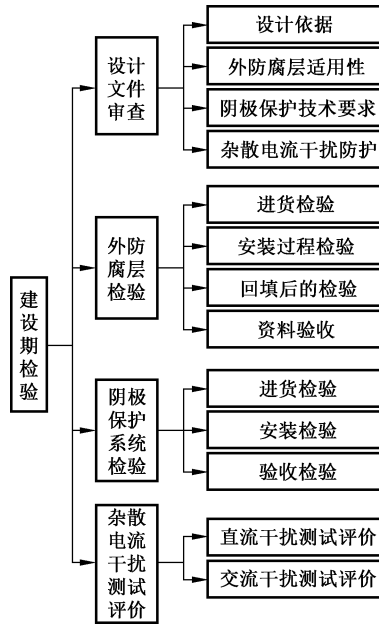 建
设
期
检
验
设计
文件
审查
设计依据
外防腐层适用性
阴极保护技术要求
杂散电流干扰防护
外防
腐层
检验
进货检验
安装过程检验
回填后的检验
资料验收
阴极
保护
系统
检验
进货检验
安装检验
验收检验
杂散
电流
干扰
测试
评价
直流干扰测试评价
交流干扰测试评价